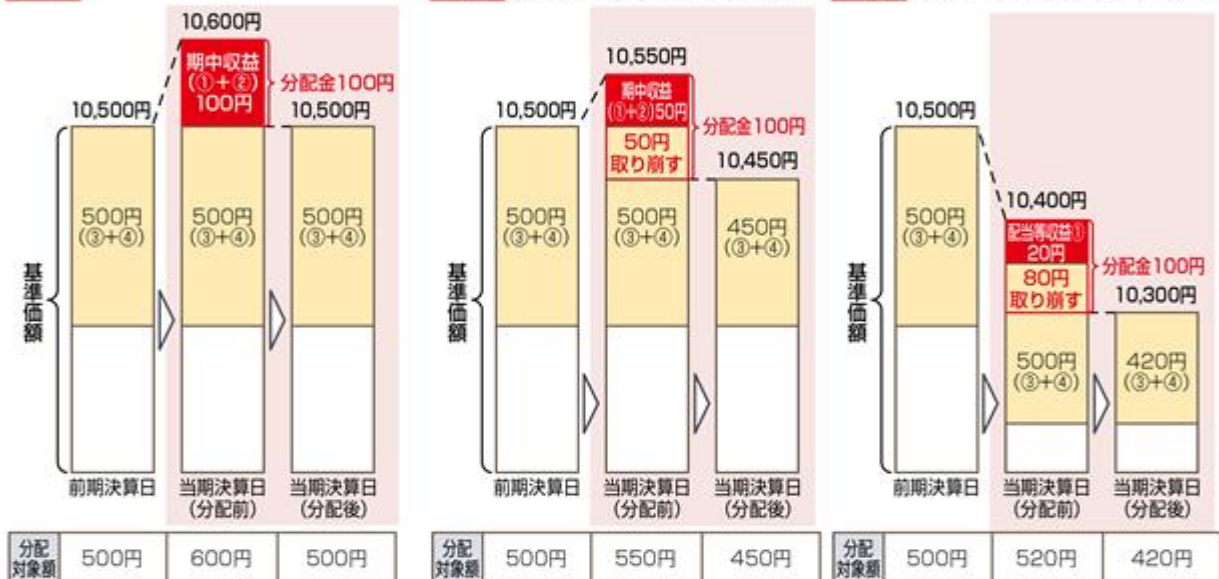 10,600円
期中収益
(①+②)
100円
分配金100円
10,500円
10,500円
500円
(③+④)
500円
(③+④)
500円
(③+④)
基準価額
前期決算日
当期決算日
(分配前)
当期決算日
(分配後)
分配
対象額
500円
600円
500円
10,550円
期中収益
(①+②)50円
分配金100円
10,500円
50円
取り崩す
10,450円
500円
(③+④)
500円
(③+④)
450円
(③+④)
基準価額
前期決算日
当期決算日
(分配前)
当期決算日
(分配後)
分配
対象額
500円
550円
450円
10,500円
10,400円
配当等収益①
20円
分配金100円
80円
取り崩す
10,300円
500円
(③+④)
500円
(③+④)
420円
(③+④)
基準価額
前期決算日
当期決算日
(分配前)
当期決算日
(分配後)
分配
対象額
500円
520円
420円